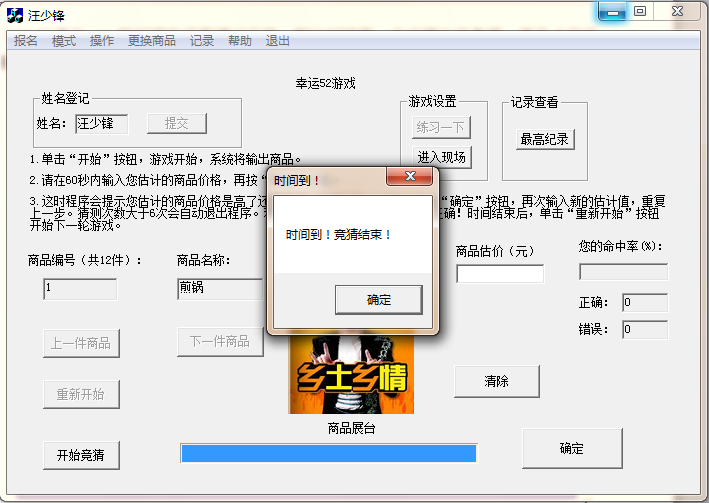 汪少锋
报名 模式 操作 更换商品 记录 帮助 退出
幸运52游戏
姓名登记
姓名： 汪少锋 提交
游戏设置
练习一下
进入现场
记录查看
最高纪录
1.单击“开始”按钮，游戏开始，系统将输出商品。
2.请在60秒内输入您估计的商品价格，再按“
3.这时程序会提示您估计的商品价格是高了还 “确定”按钮，再次输入新的估计值，重复
上一步。猜测次数大于6次会自动退出程序。 正确！时间结束后，单击“重新开始”按钮
开始下一轮游戏。
时间到！
时间到！竞猜结束！
确定
商品编号（共12件）：
1
商品名称：
煎锅
商品估价（元）
您的命中率(%)：
正确： 0
错误： 0
上一件商品
下一件商品
重新开始
开始竞猜
乡土乡情
商品展台
清除
确定